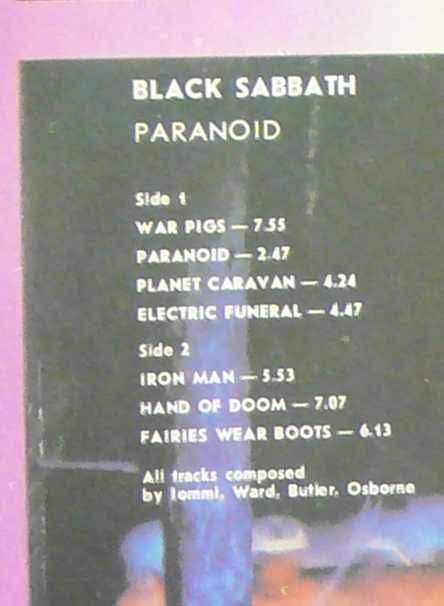 BLACK SABBATH
PARANOID
Side 1
WAR PIGS — 7.55
PARANOID — 2.47
PLANET CARAVAN — 4.24
ELECTRIC FUNERAL — 4.47
Side 2
IRON MAN — 5.53
HAND OF DOOM — 7.07
FAIRIES WEAR BOOTS — 6.13
All tracks composed
by Iommi, Ward, Butler, Osborne